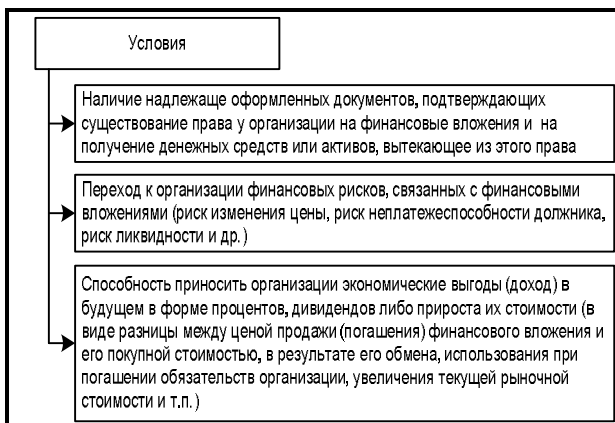 Условия
Наличие надлежаще оформленных документов, подтверждающих
существование права у организации на финансовые вложения и на
получение денежных средств или активов, вытекающее из этого права
Переход к организации финансовых рисков, связанных с финансовыми
вложениями (риск изменения цены, риск неплатежеспособности должника,
риск ликвидности и др.)
Способность приносить организации экономические выгоды (доход) в
будущем в форме процентов, дивидендов либо прироста их стоимости (в
виде разницы между ценой продажи (погашения) финансового вложения и
его покупной стоимостью, в результате его обмена, использования при
погашении обязательств организации, увеличения текущей рыночной
стоимости и т.п.)